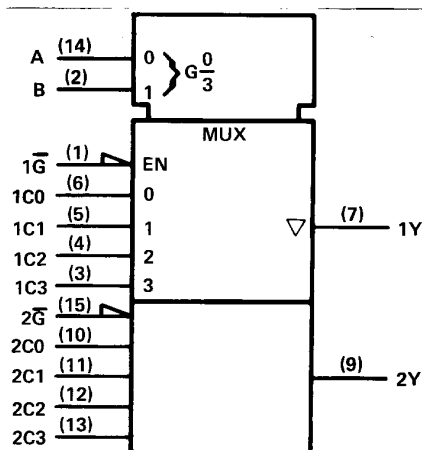 A (14) 0 } G 0/3
B (2) 1
MUX
1G̅ (1) EN
1C0 (6) 0
1C1 (5) 1 ▽ (7) 1Y
1C2 (4) 2
1C3 (3) 3
2G̅ (15)
2C0 (10)
2C1 (11) (9) 2Y
2C2 (12)
2C3 (13)